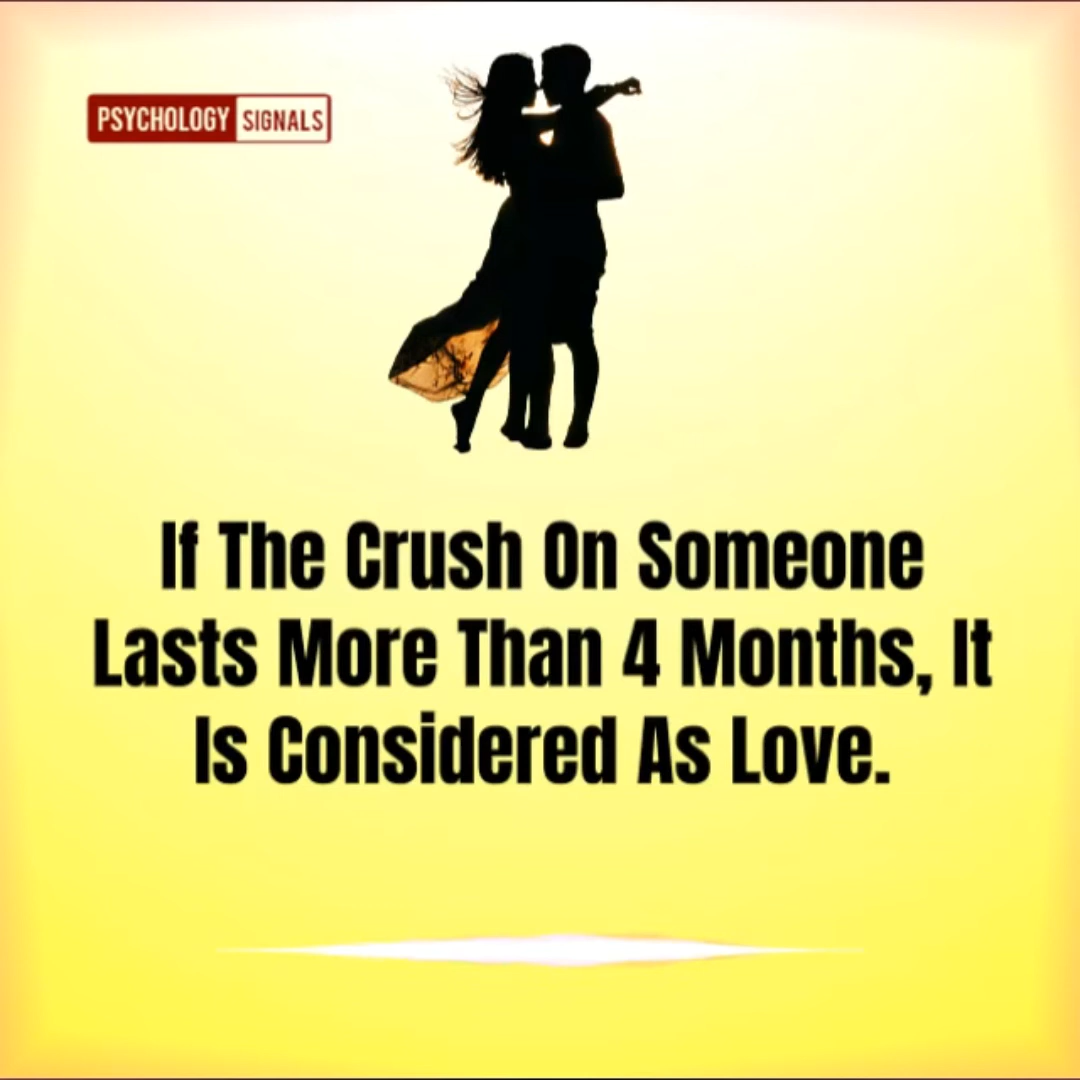 PSYCHOLOGY SIGNALS
If The Crush On Someone
Lasts More Than 4 Months, It
Is Considered As Love.